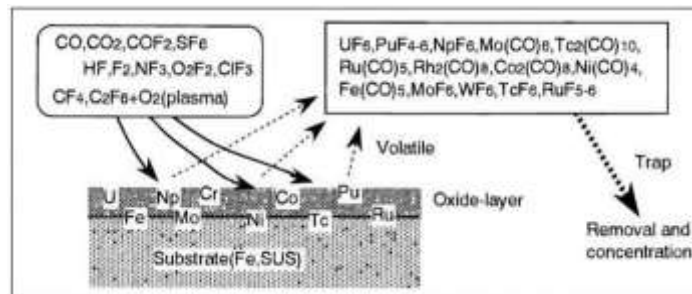 CO,CO2,COF2,SF6
HF,F2,NF3,O2F2,ClF3
CF4,C2F6+O2(plasma)
UF6,PuF4-6,NpF6,Mo(CO)6,Tc2(CO)10,
Ru(CO)5,Rh2(CO)8,Co2(CO)8,Ni(CO)4,
Fe(CO)5,MoF6,WF6,TcF6,RuF5-6
Volatile
Trap
U Np Cr Co Pu
Oxide-layer
Fe Mo Ni Tc Ru
Removal and
concentration
Substrate(Fe,SUS)